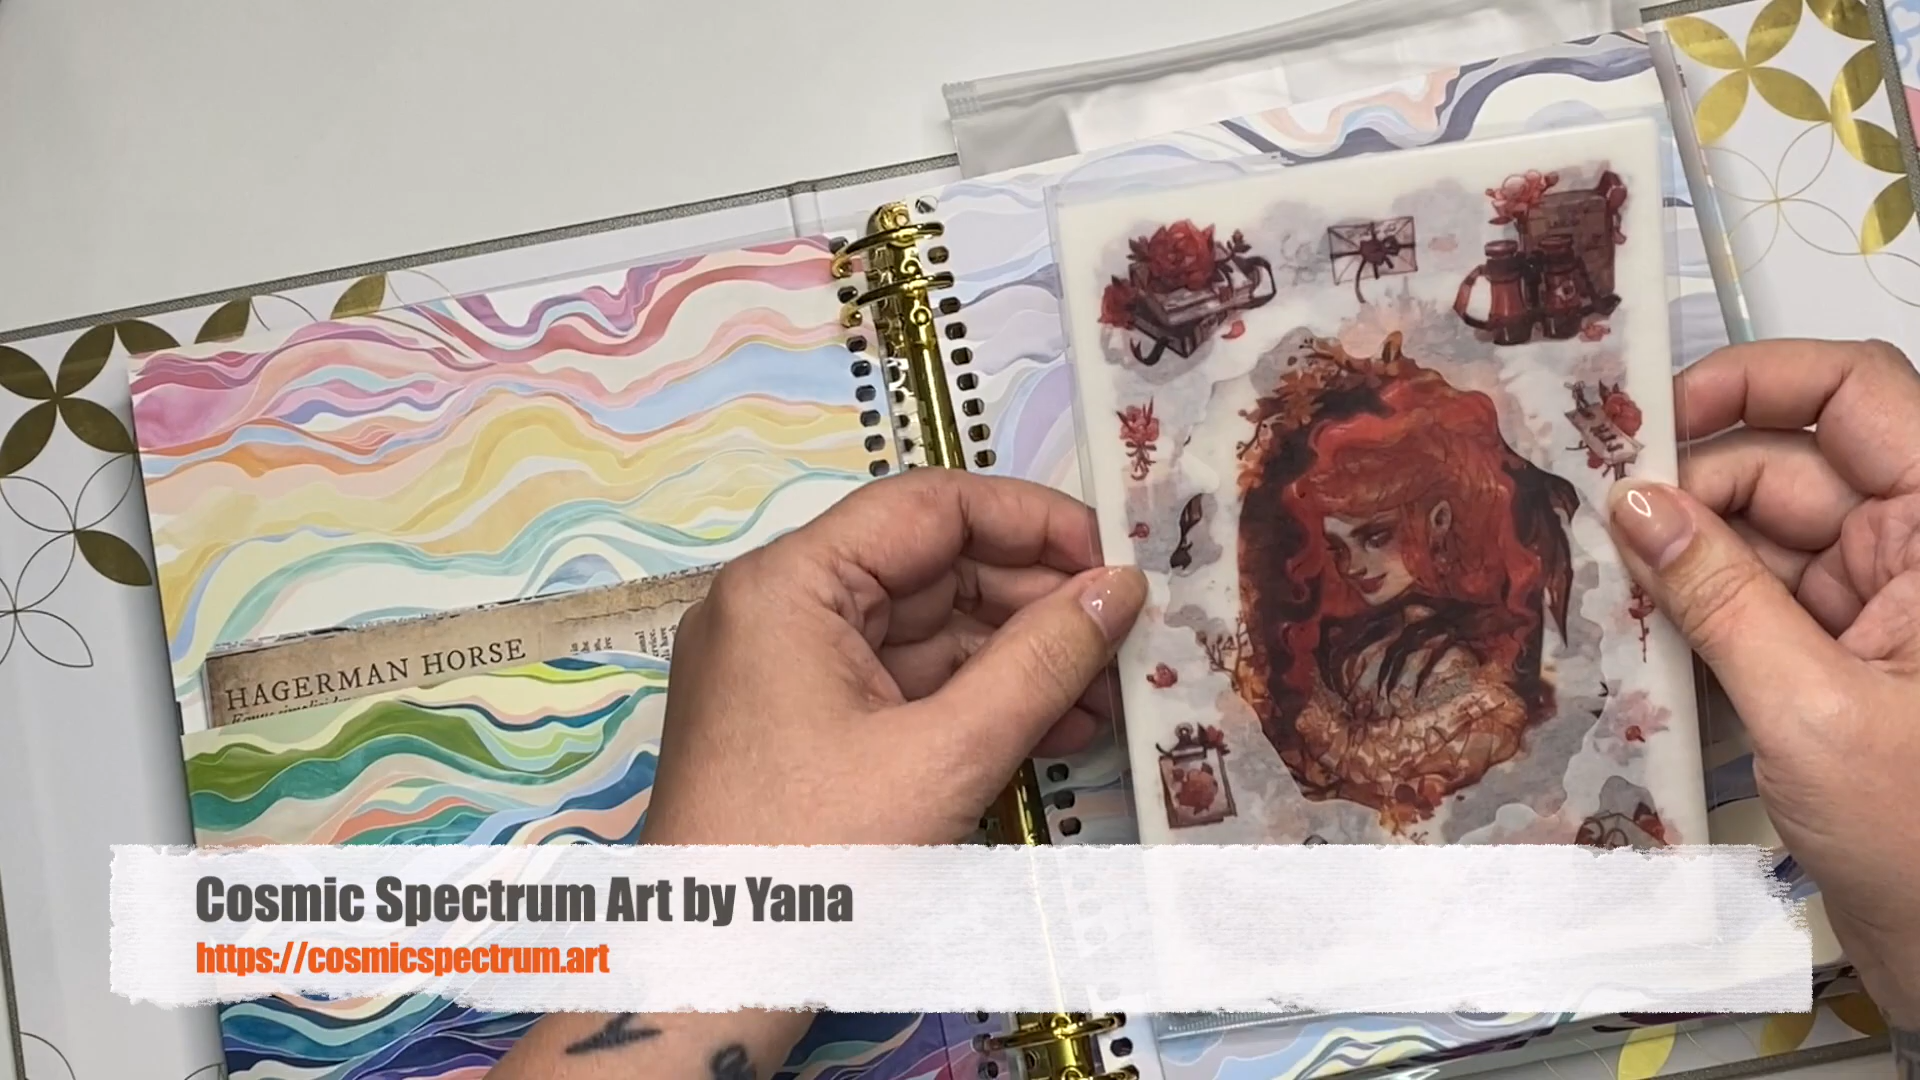 HAGERMAN HORSE
Cosmic Spectrum Art by Yana
https://cosmicspectrum.art